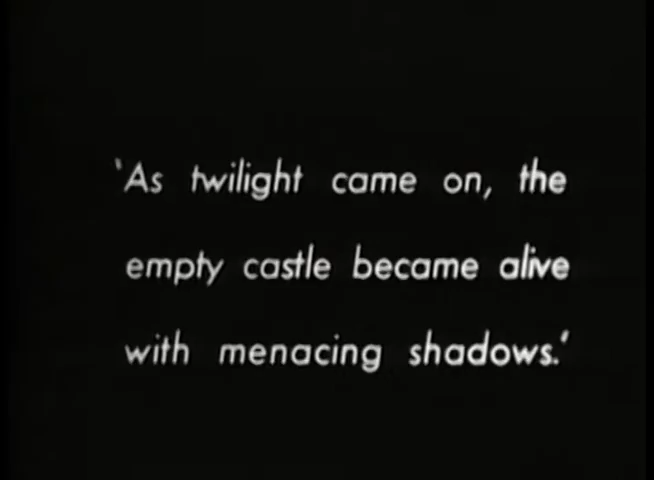 'As twilight came on, the
empty castle became alive
with menacing shadows.'